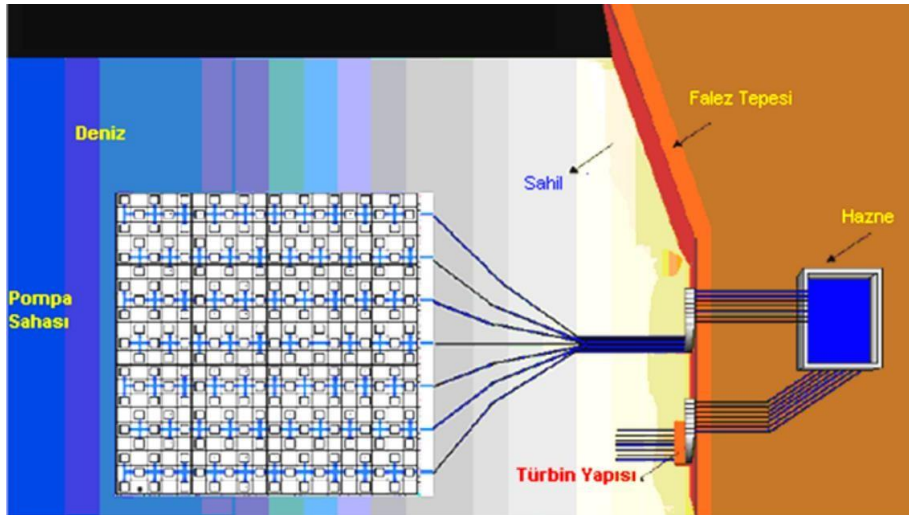 Falez Tepesi
Deniz
Sahil
Hazne
Pompa
Sahası
Türbin Yapısı